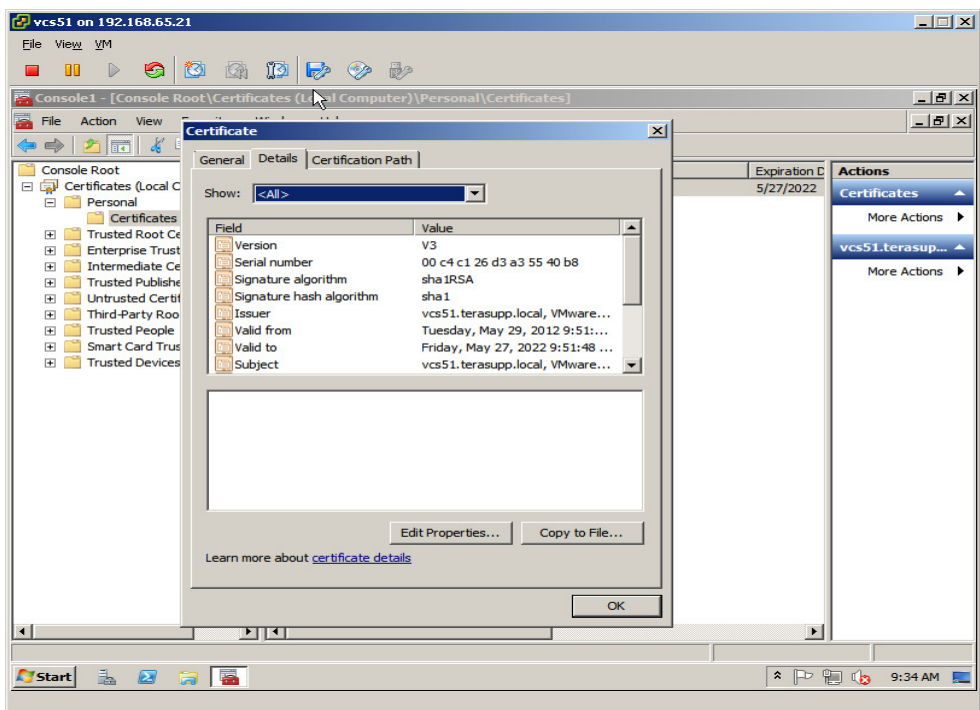 vcs51 on 192.168.65.21
File View VM
Console1 - [Console Root\Certificates (Local Computer)\Personal\Certificates]
File Action View
Certificate
General Details Certification Path
Show: <All>
Field Value
Version V3
Serial number 00 c4 c1 26 d3 a3 55 40 b8
Signature algorithm sha1RSA
Signature hash algorithm sha1
Issuer vcs51.terasupp.local, VMware...
Valid from Tuesday, May 29, 2012 9:51:...
Valid to Friday, May 27, 2022 9:51:48 ...
Subject vcs51.terasupp.local, VMware...
Edit Properties... Copy to File...
Learn more about certificate details
OK
Console Root
Certificates (Local C
Personal
Certificates
Trusted Root Ce
Enterprise Trust
Intermediate Ce
Trusted Publishe
Untrusted Certif
Third-Party Roo
Trusted People
Smart Card Trus
Trusted Devices
Expiration D
5/27/2022
Actions
Certificates
More Actions
vcs51.terasup...
More Actions
Start
9:34 AM